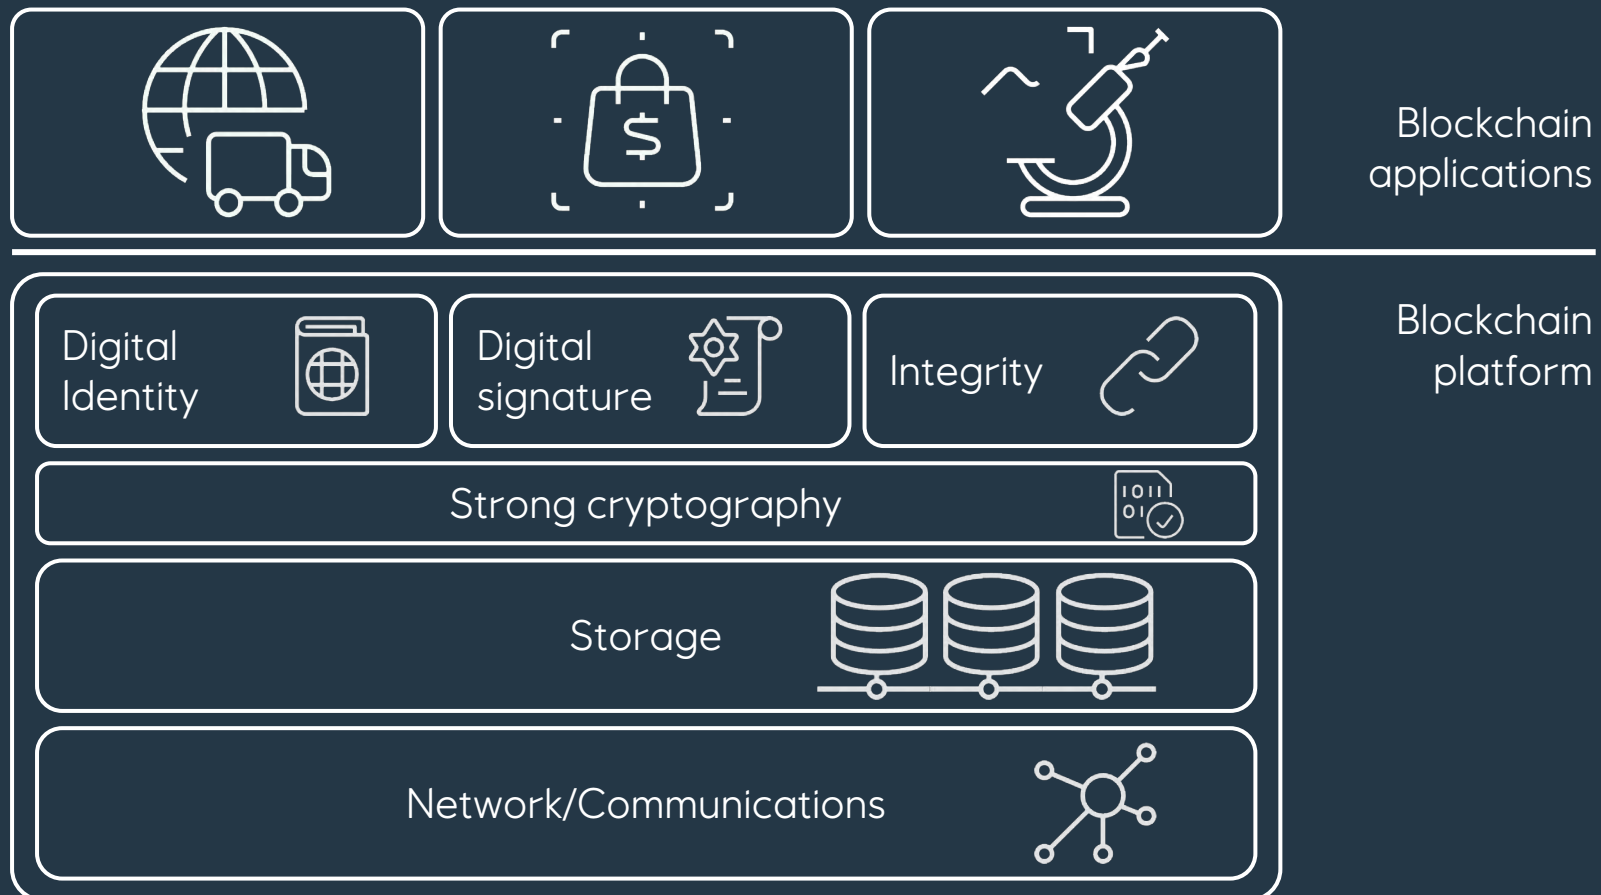 Blockchain
applications
Blockchain
platform
Digital
Identity
Digital
signature
Integrity
Strong cryptography
Storage
Network/Communications
$
1011
01